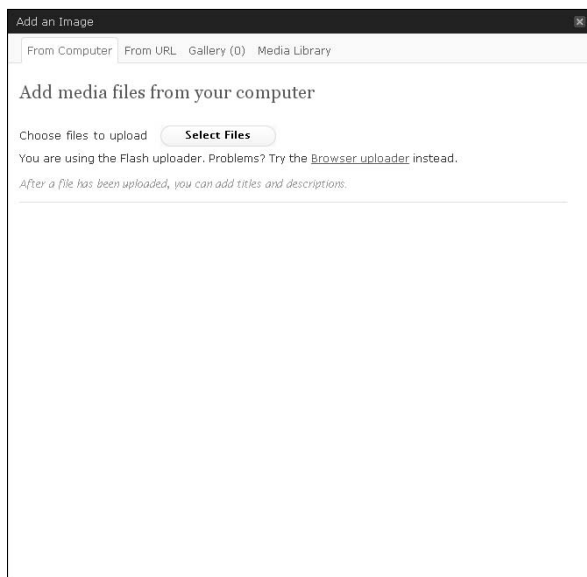 Add an Image
From Computer From URL Gallery (0) Media Library
Add media files from your computer
Choose files to upload Select Files
You are using the Flash uploader. Problems? Try the Browser uploader instead.
After a file has been uploaded, you can add titles and descriptions.